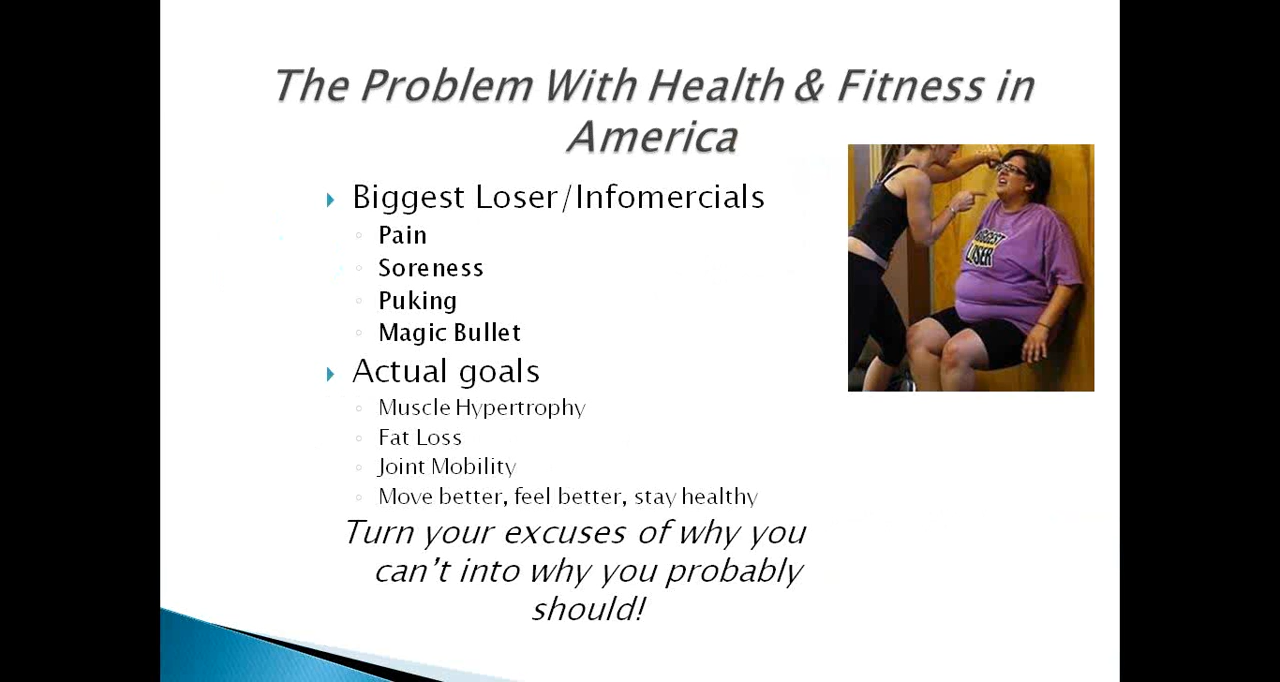 The Problem With Health & Fitness in
America
Biggest Loser/Infomercials
Pain
Soreness
Puking
Magic Bullet
Actual goals
Muscle Hypertrophy
Fat Loss
Joint Mobility
Move better, feel better, stay healthy
Turn your excuses of why you
can't into why you probably
should!
BIGGEST
LOSER